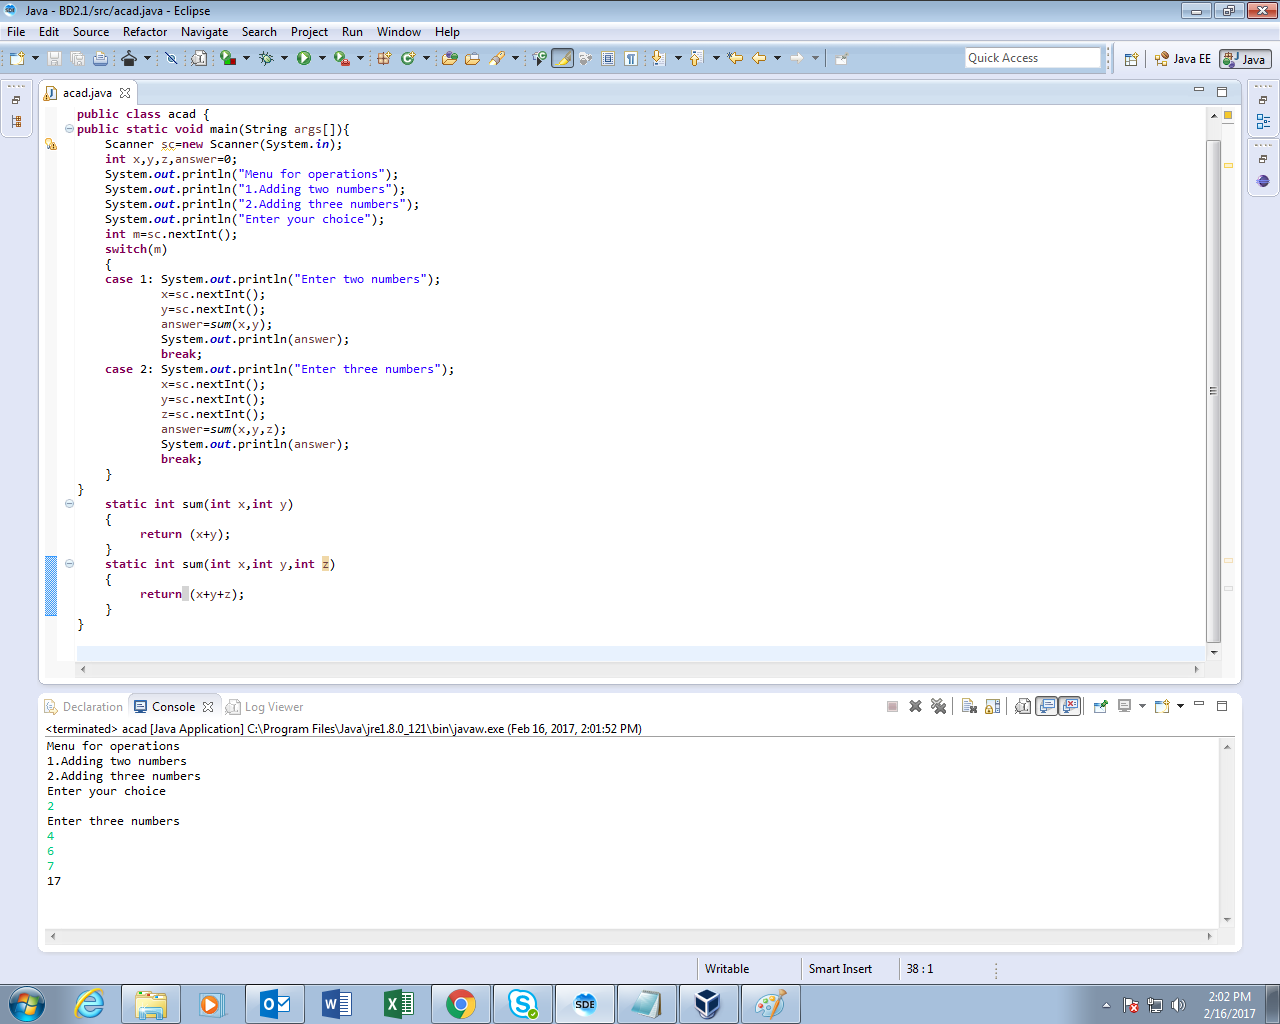 Java - BD2.1/src/acad.java - Eclipse
File Edit Source Refactor Navigate Search Project Run Window Help
Quick Access
Java EE
Java
acad.java
public class acad {
public static void main(String args[]){
Scanner sc=new Scanner(System.in);
int x,y,z,answer=0;
System.out.println("Menu for operations");
System.out.println("1.Adding two numbers");
System.out.println("2.Adding three numbers");
System.out.println("Enter your choice");
int m=sc.nextInt();
switch(m)
{
case 1: System.out.println("Enter two numbers");
x=sc.nextInt();
y=sc.nextInt();
answer=sum(x,y);
System.out.println(answer);
break;
case 2: System.out.println("Enter three numbers");
x=sc.nextInt();
y=sc.nextInt();
z=sc.nextInt();
answer=sum(x,y,z);
System.out.println(answer);
break;
}
}
static int sum(int x,int y)
{
return (x+y);
}
static int sum(int x,int y,int z)
{
return (x+y+z);
}
}
Declaration Console Log Viewer
<terminated> acad [Java Application] C:\Program Files\Java\jre1.8.0_121\bin\javaw.exe (Feb 16, 2017, 2:01:52 PM)
Menu for operations
1.Adding two numbers
2.Adding three numbers
Enter your choice
2
Enter three numbers
4
6
7
17
Writable Smart Insert 38 : 1
SDE
2:02 PM
2/16/2017